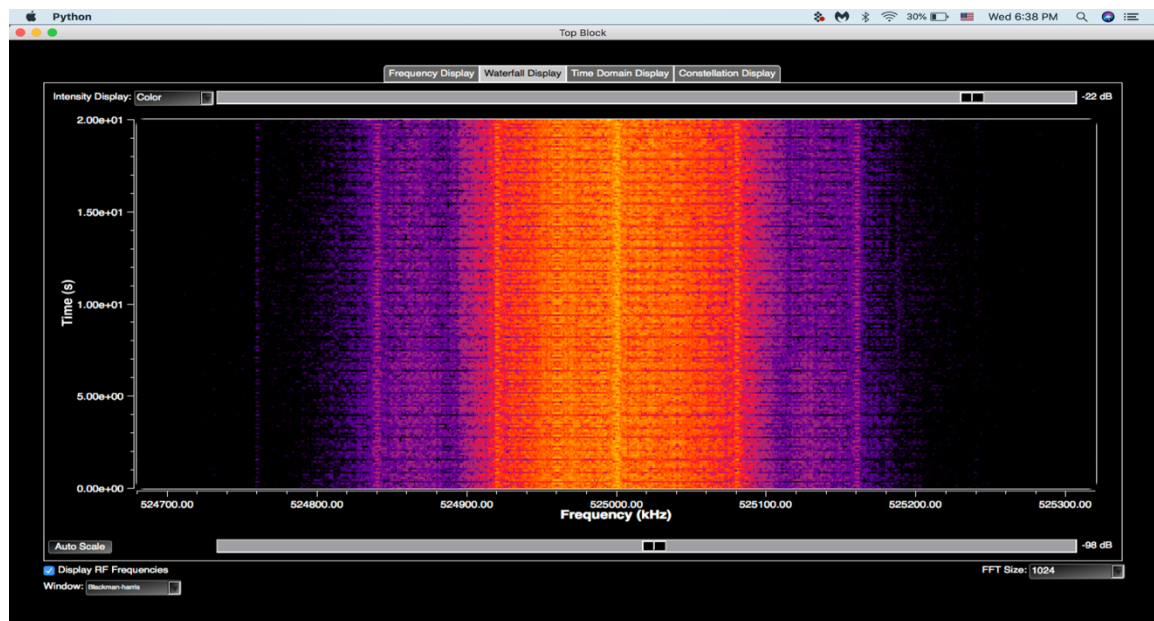 Python 30% Wed 6:38 PM
Top Block
Frequency Display Waterfall Display Time Domain Display Constellation Display
Intensity Display: Color -22 dB
2.00e+01
1.50e+01
1.00e+01
5.00e+00
0.00e+00
Time (s)
524700.00 524800.00 524900.00 525000.00 525100.00 525200.00 525300.00
Frequency (kHz)
Auto Scale -98 dB
Display RF Frequencies FFT Size: 1024
Window: Blackman-harris